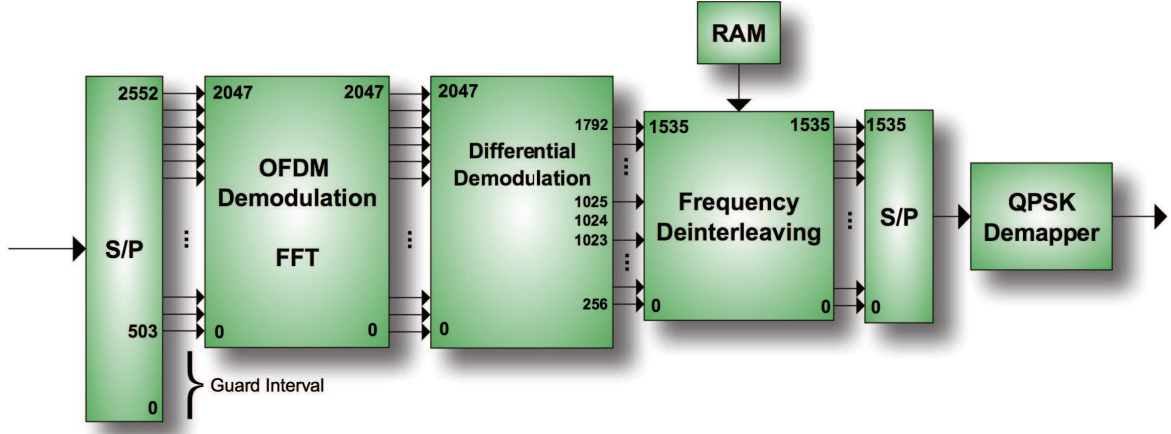 RAM
2552
2047
2047
2047
1792
1535
1535
1535
OFDM
Demodulation
FFT
Differential
Demodulation
...
1025
1024
1023
...
Frequency
Deinterleaving
S/P
...
...
...
S/P
QPSK
Demapper
503
0
0
0
256
0
0
0
Guard Interval
0